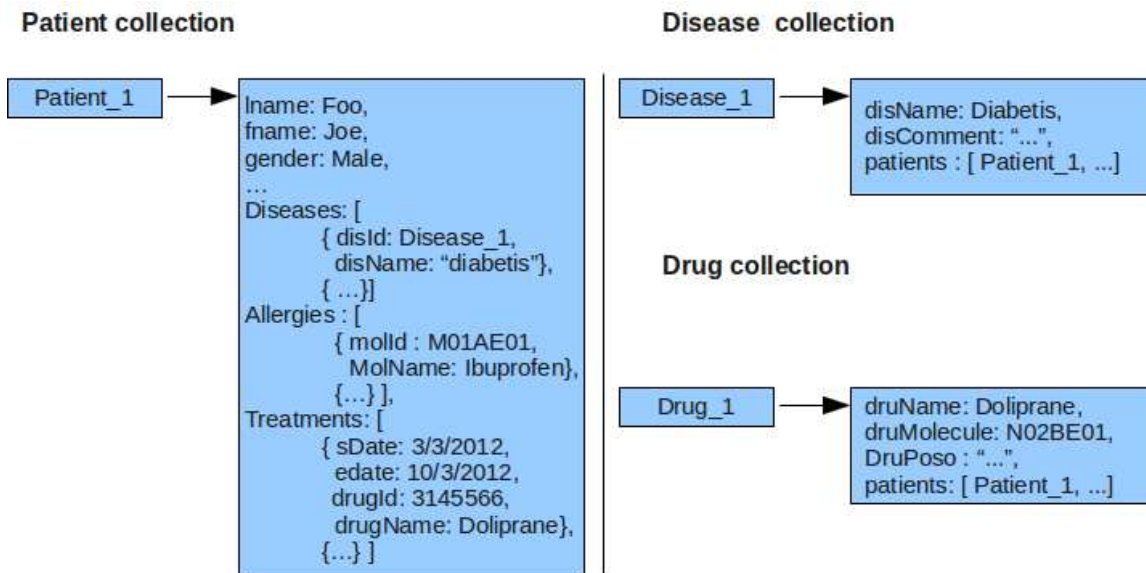 Patient collection
Patient_1
lname: Foo,
fname: Joe,
gender: Male,
...
Diseases: [
{ disId: Disease_1,
disName: “diabetis”},
{ ...}]
Allergies : [
{ molId : M01AE01,
MolName: Ibuprofen},
{...} ],
Treatments: [
{ sDate: 3/3/2012,
edate: 10/3/2012,
drugId: 3145566,
drugName: Doliprane},
{...} ]
Disease collection
Disease_1
disName: Diabetis,
disComment: “...”,
patients : [ Patient_1, ...]
Drug collection
Drug_1
druName: Doliprane,
druMolecule: N02BE01,
DruPoso : “...”,
patients: [ Patient_1, ...]